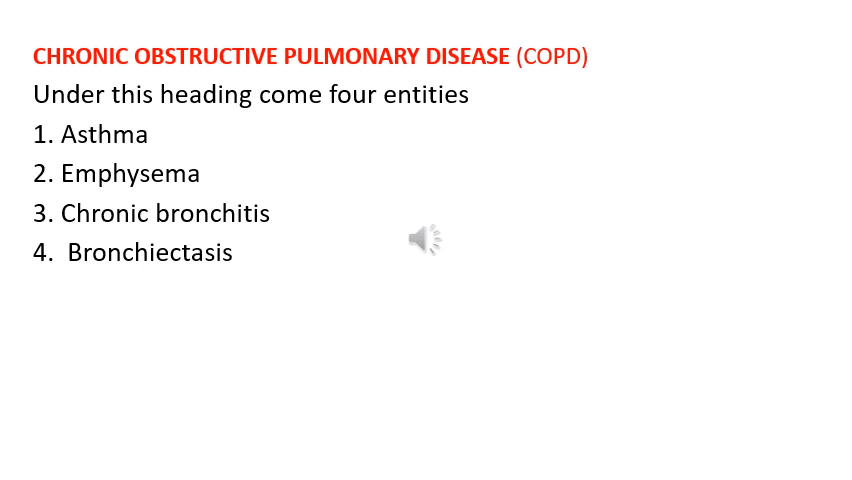 CHRONIC OBSTRUCTIVE PULMONARY DISEASE (COPD)
Under this heading come four entities
1. Asthma
2. Emphysema
3. Chronic bronchitis
4.  Bronchiectasis